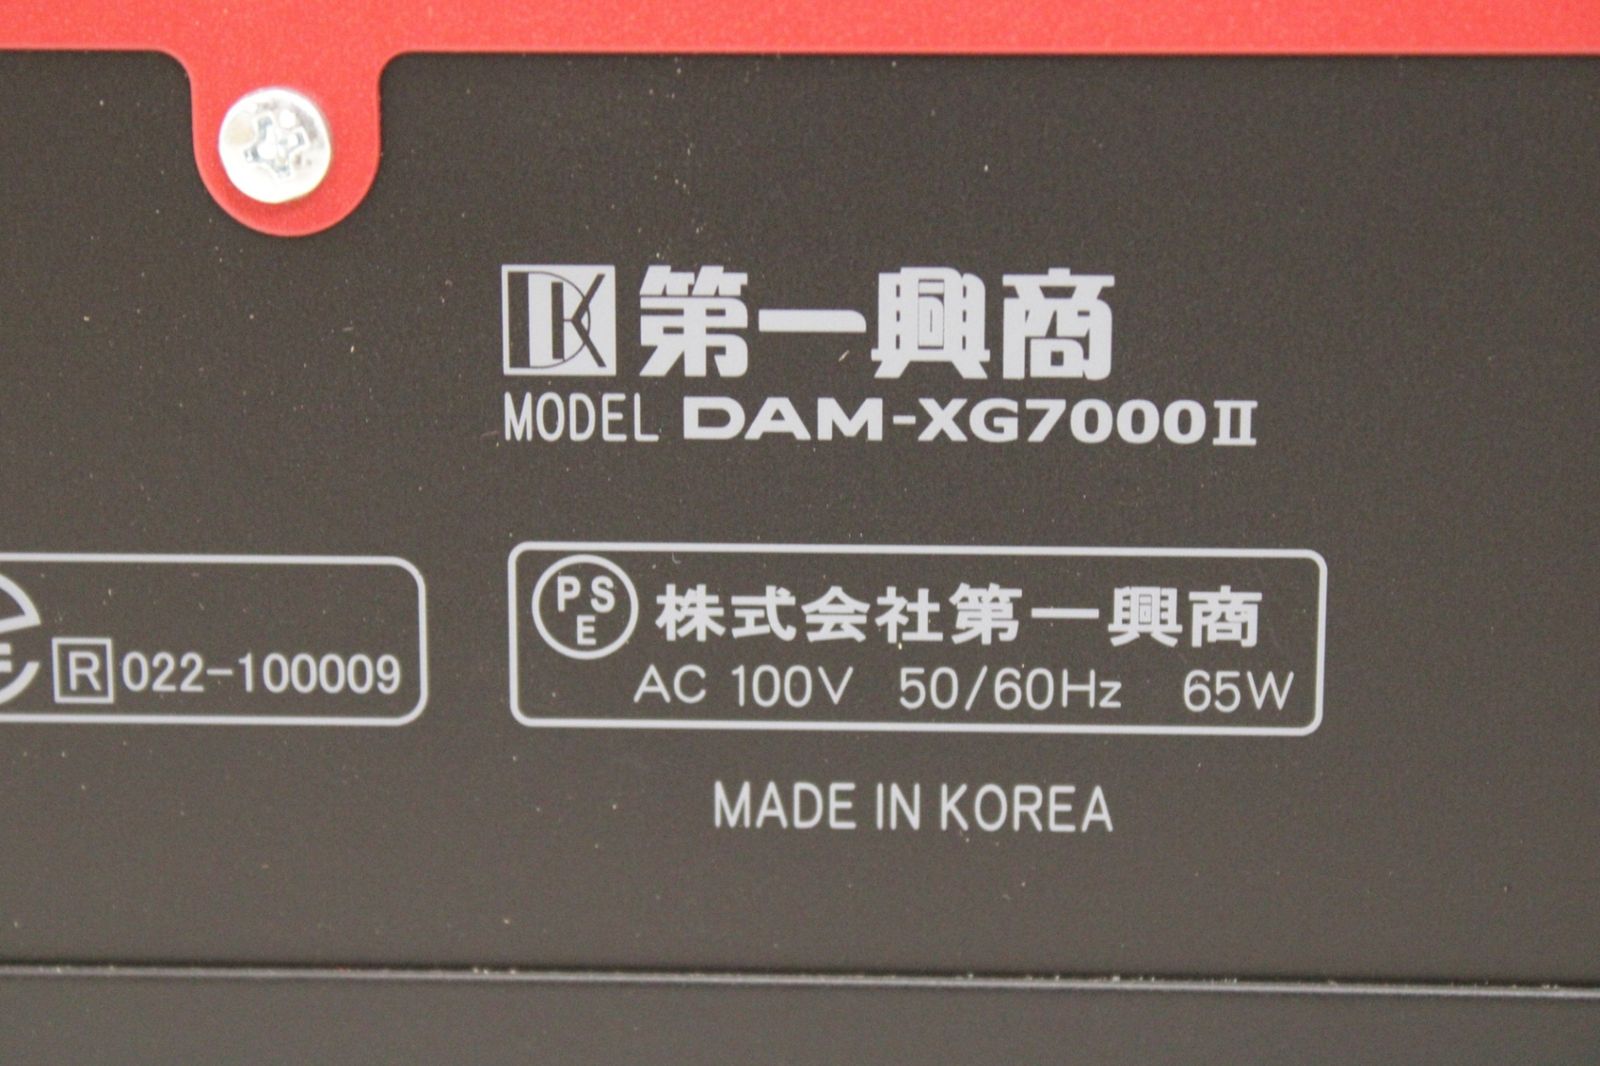 DK 第一興商
MODEL DAM-XG7000II
R 022-100009
PSE 株式会社第一興商
AC 100V 50/60Hz 65W
MADE IN KOREA